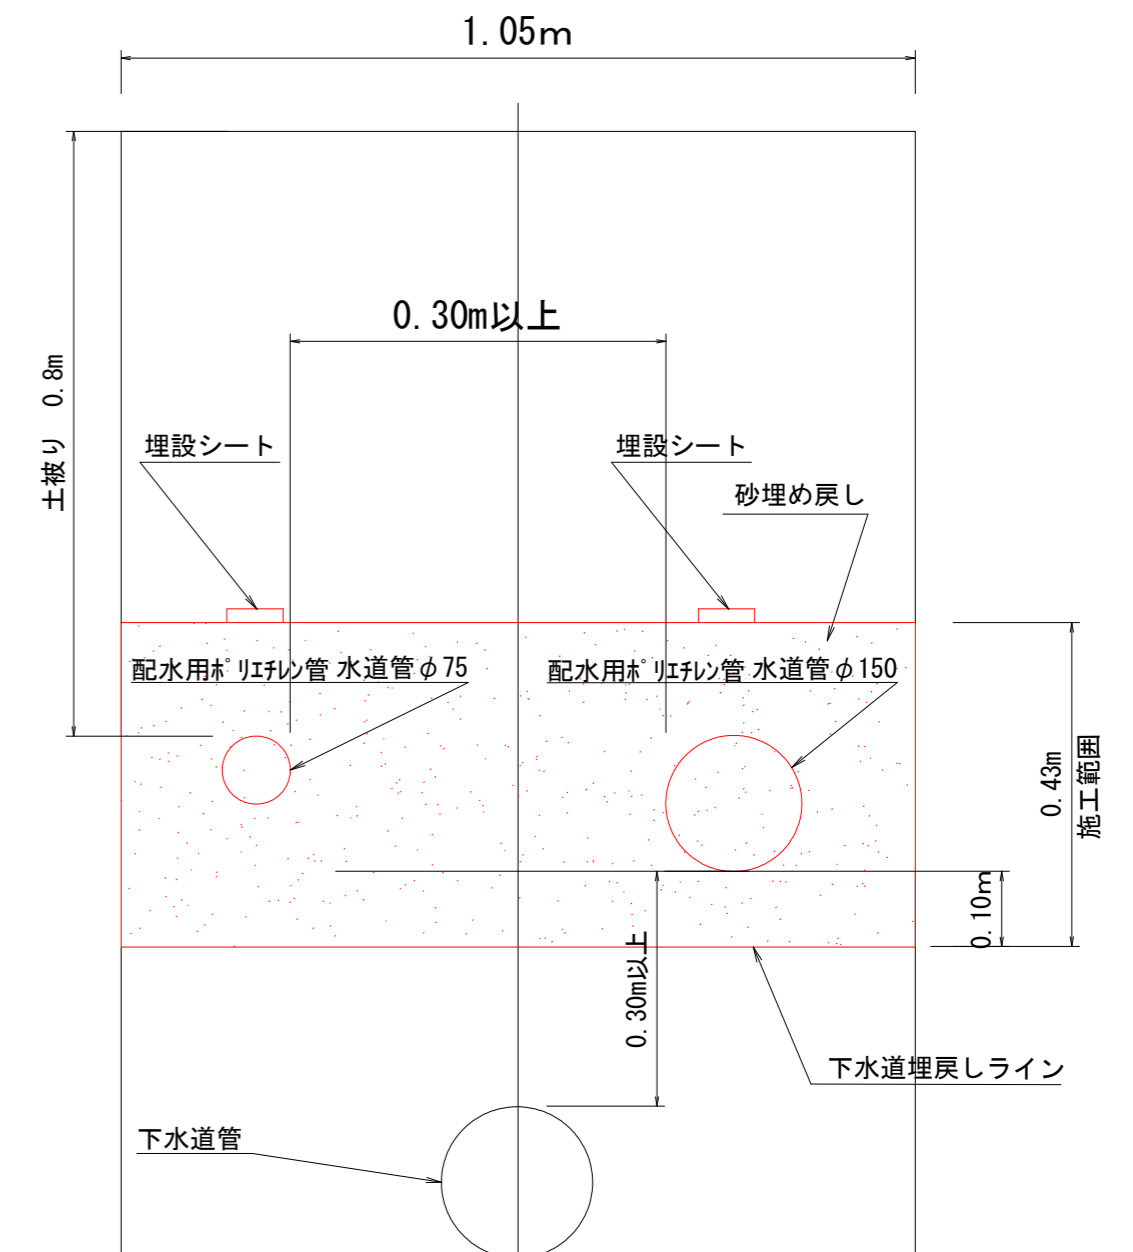 1.05m
0.30m以上
土被り 0.8m
埋設シート
埋設シート
砂埋め戻し
配水用ﾎﾟﾘｴﾁﾚﾝ管 水道管φ75
配水用ﾎﾟﾘｴﾁﾚﾝ管 水道管φ150
0.43m
施工範囲
0.10m
0.30m以上
下水道埋戻しライン
下水道管